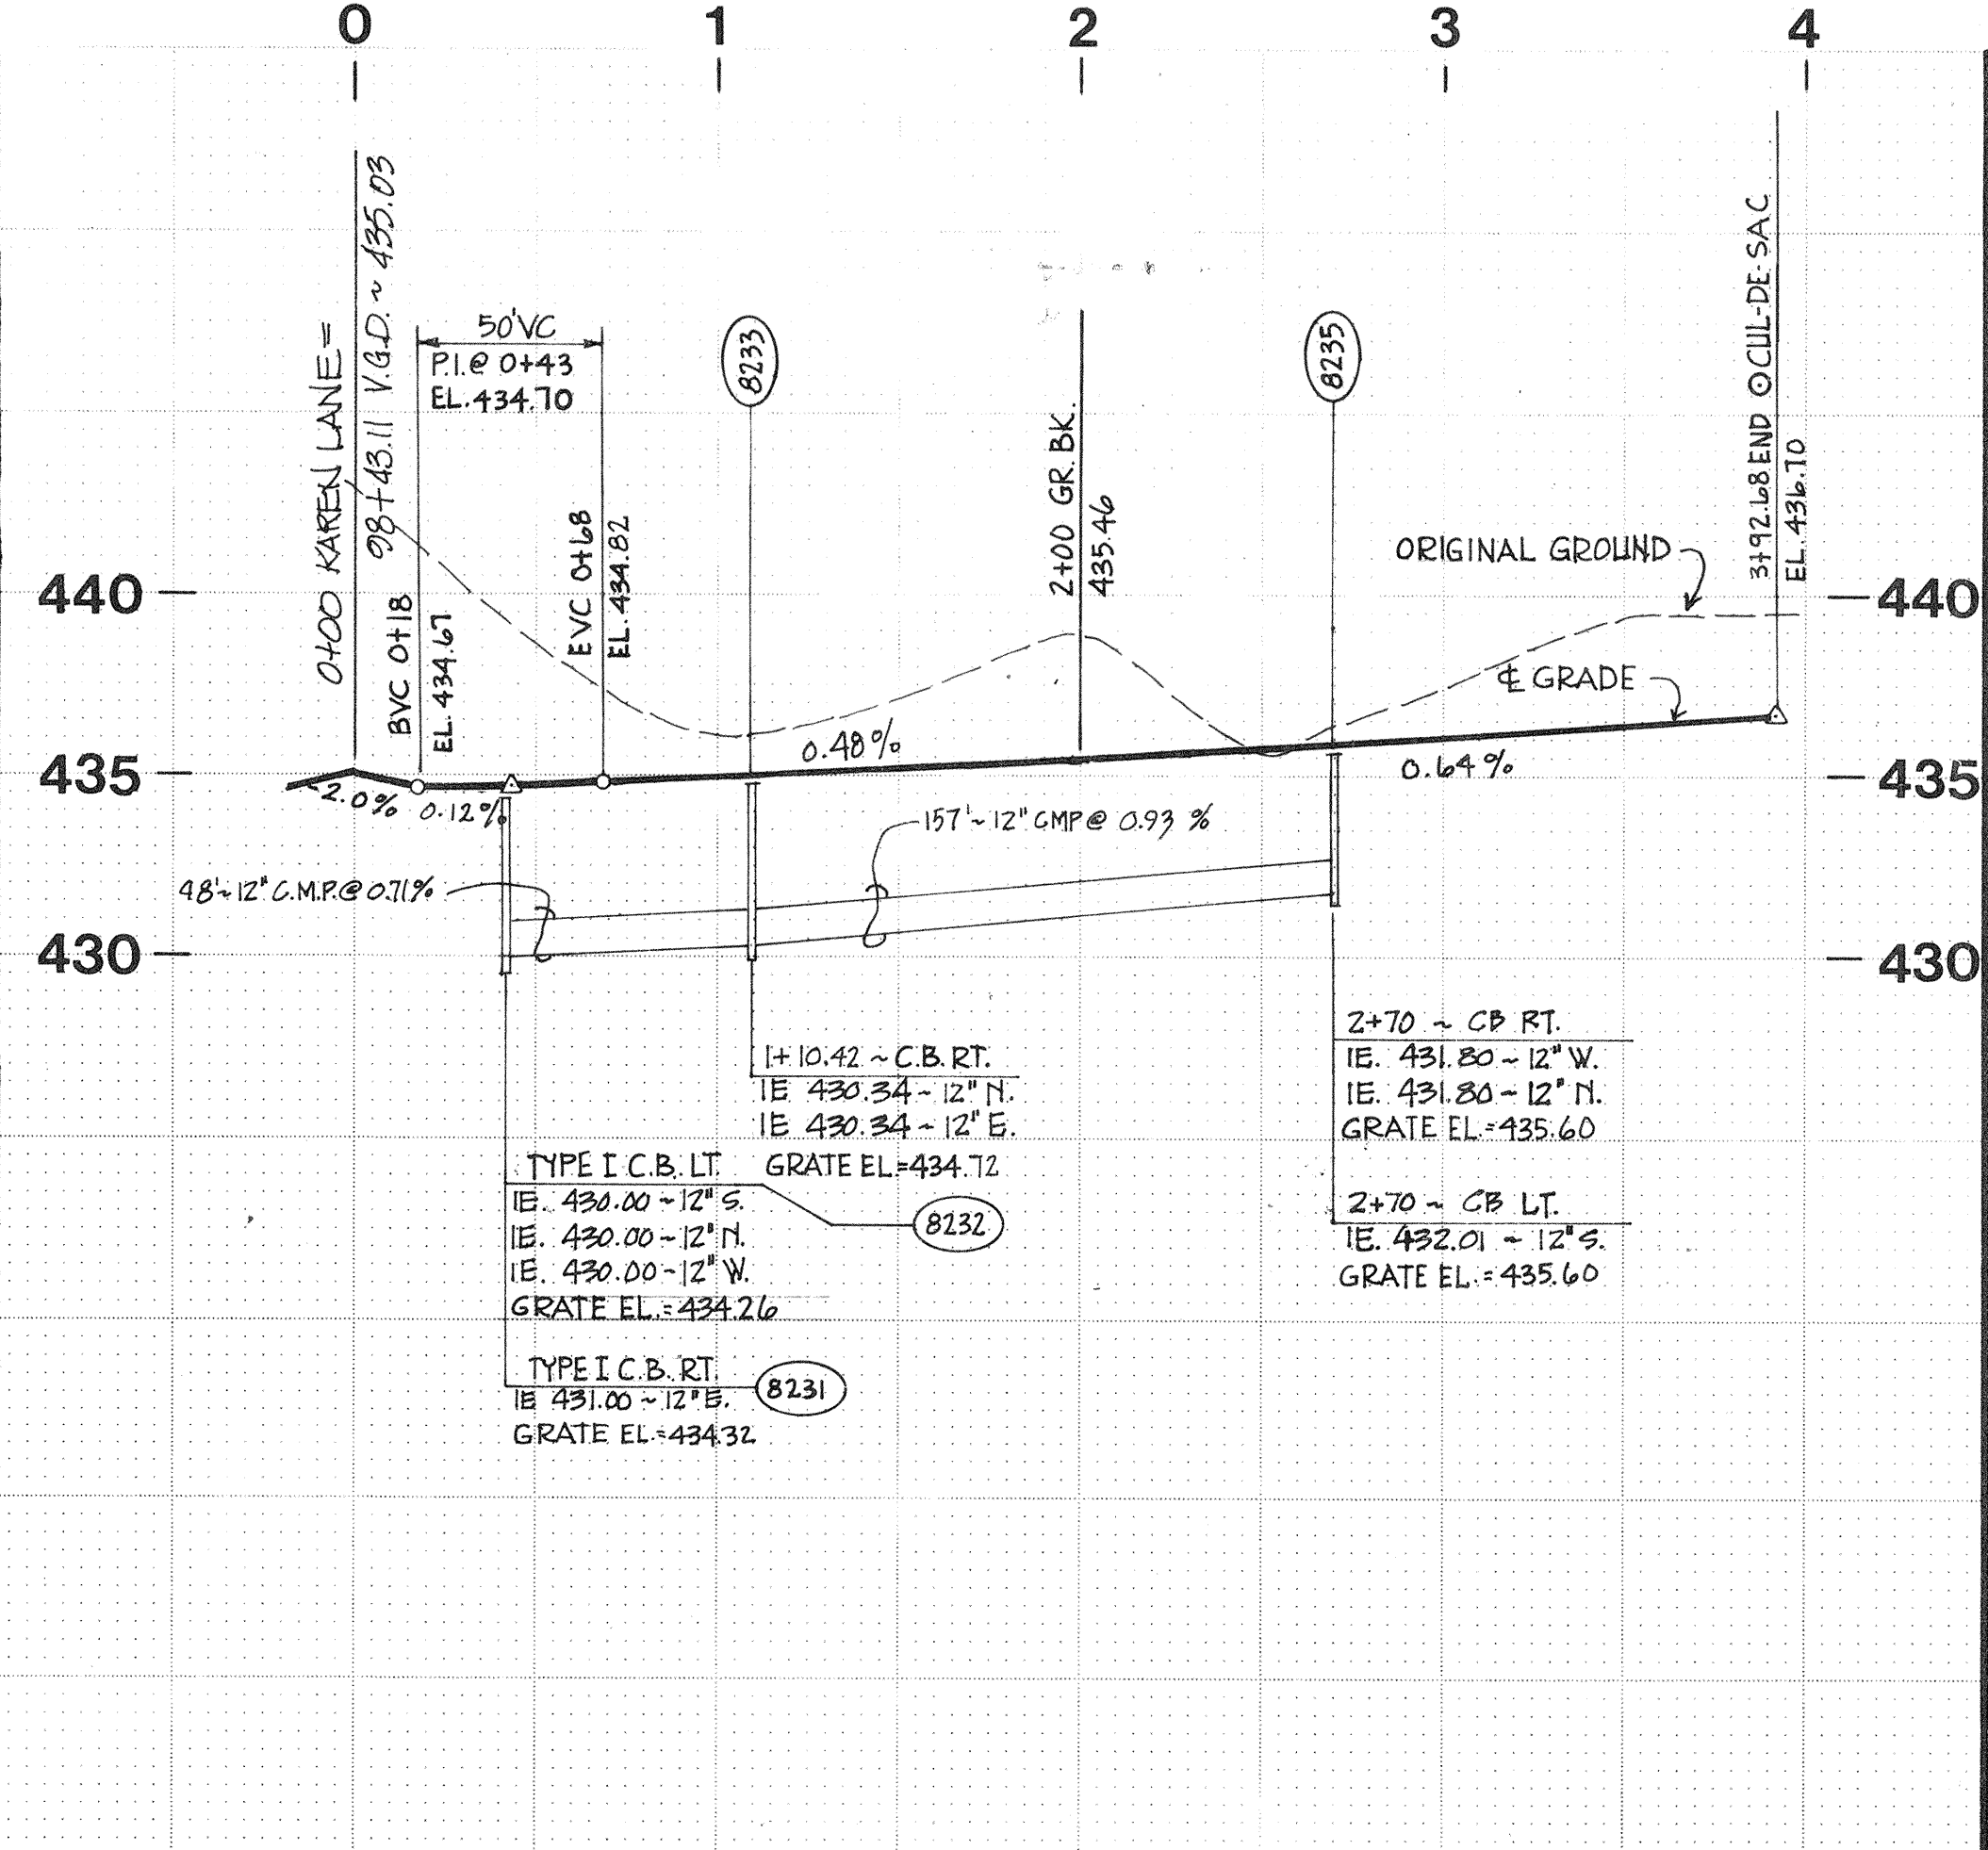 0 1 2 3 4
0+00 KAREN LANE =
98+43.11 V.G.D. ~ 435.03
50' VC
P.I. @ 0+43
EL. 434.70
BVC 0+18
EL. 434.67
EVC 0+68
EL. 434.82
8233
2+00 GR. BK.
435.46
8235
3+92.68 END ⊙ CUL-DE-SAC
EL. 436.70
ORIGINAL GROUND
℄ GRADE
440 440
435 435
430 430
2.0%
0.12%
0.48%
0.64%
157' ~ 12" CMP @ 0.93 %
48' ~ 12" C.M.P. @ 0.71%
1+10.42 ~ C.B. RT.
IE 430.34 ~ 12" N.
IE 430.34 ~ 12" E.
GRATE EL.=434.72
TYPE I C.B. LT.
IE. 430.00 ~ 12" S.
IE. 430.00 ~ 12" N.
IE. 430.00 ~ 12" W.
GRATE EL.=434.26
8232
TYPE I C.B. RT.
IE 431.00 ~ 12" E.
GRATE EL.=434.32
8231
2+70 ~ CB RT.
IE. 431.80 ~ 12" W.
IE. 431.80 ~ 12" N.
GRATE EL.=435.60
2+70 ~ CB LT.
IE. 432.01 ~ 12" S.
GRATE EL.=435.60